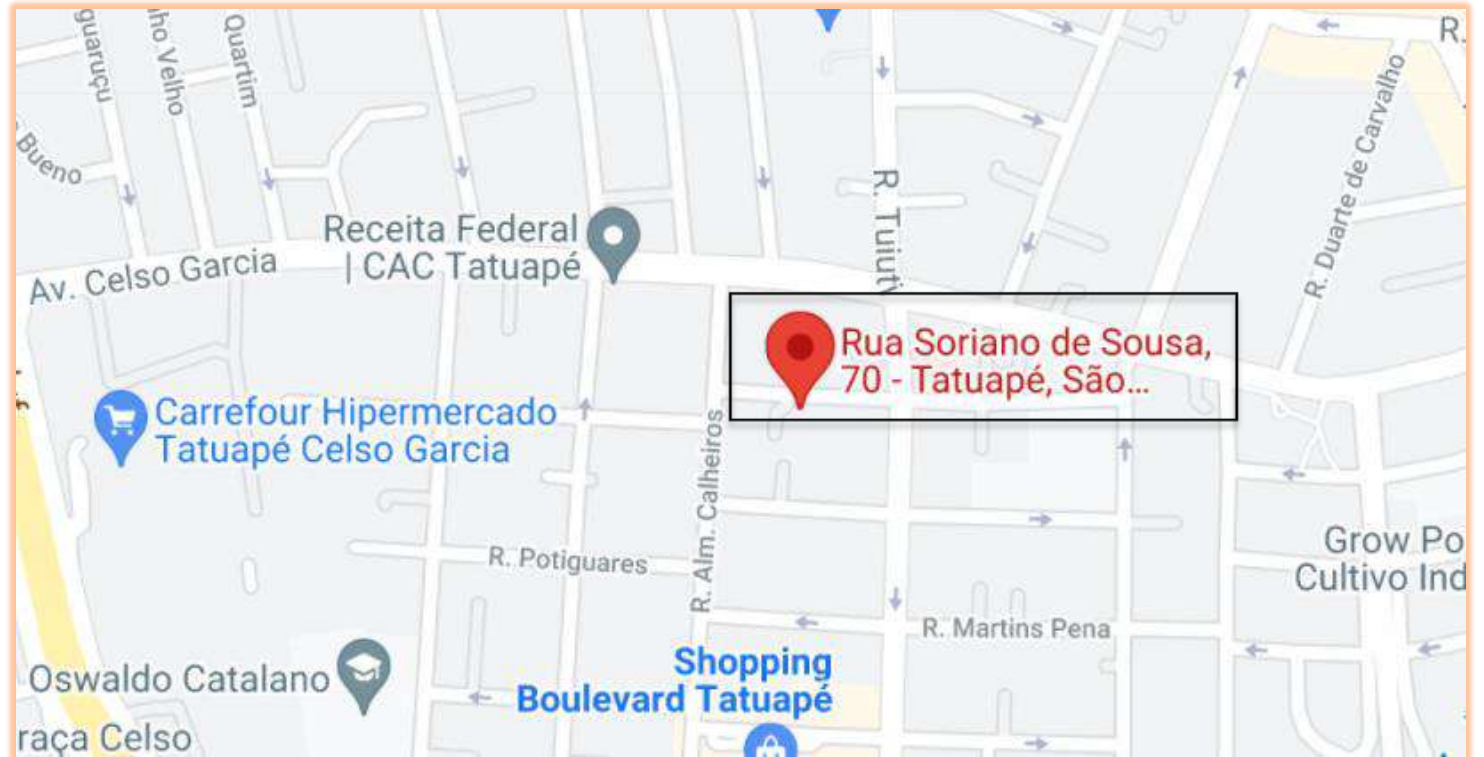 guaruçu
nho Velho
Quartim
Bueno
R.
R. Duarte de Carvalho
R. Tuiuti
Receita Federal
| CAC Tatuapé
Av. Celso Garcia
Rua Soriano de Sousa,
70 - Tatuapé, São...
Carrefour Hipermercado
Tatuapé Celso Garcia
R. Alm. Calheiros
R. Potiguares
Grow Po
Cultivo Ind
R. Martins Pena
Shopping
Boulevard Tatuapé
Oswaldo Catalano
raça Celso